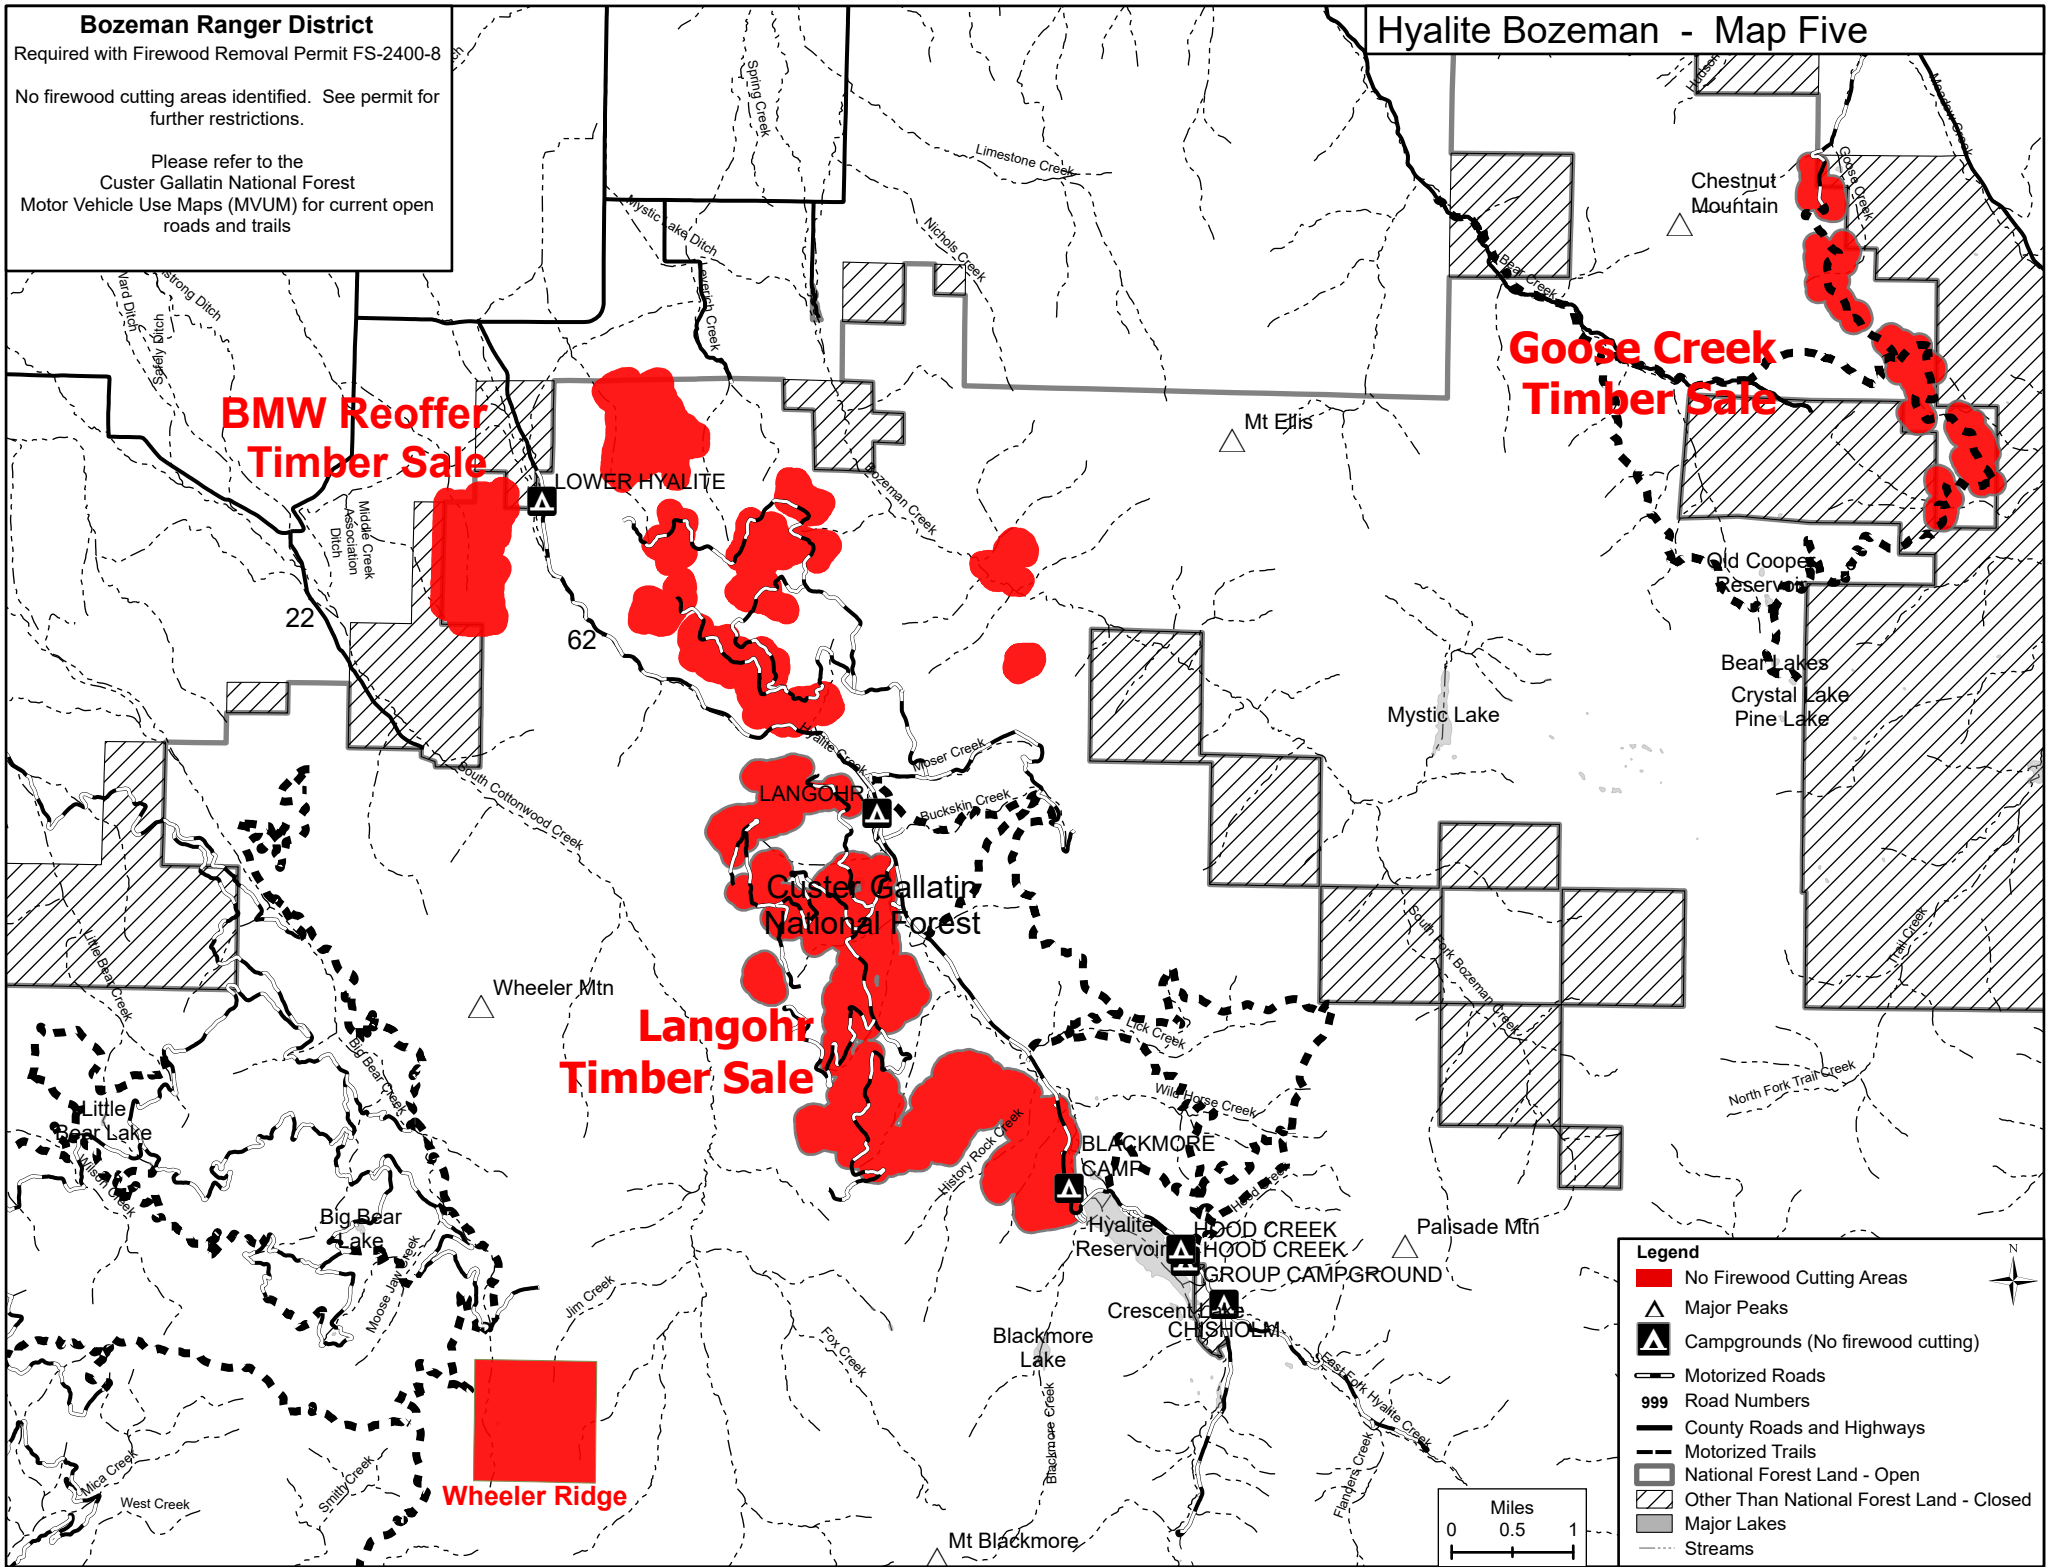 Bozeman Ranger District
Required with Firewood Removal Permit FS-2400-8
No firewood cutting areas identified.  See permit for
further restrictions.
Please refer to the
Custer Gallatin National Forest
Motor Vehicle Use Maps (MVUM) for current open
roads and trails
Hyalite Bozeman  -  Map Five
Spring Creek
Limestone Creek
Meadow Creek
Goose Creek
Chestnut
Mountain
Mystic Lake Ditch
Nichols Creek
Bear Creek
Leverich Creek
Ward Ditch
strong Ditch
Safely Ditch
Goose Creek
Timber Sale
BMW Reoffer
Timber Sale
Mt Ellis
LOWER HYALITE
Bozeman Creek
Middle Creek
Association
Ditch
Old Cooper
Reservoir
22
62
Bear Lakes
Crystal Lake
Pine Lake
Mystic Lake
Hyalite Creek
Moser Creek
South Cottonwood Creek
LANGOHR
Buckskin Creek
Custer Gallatin
National Forest
Little Bear Creek
South Fork Bozeman Creek
Trail Creek
Wheeler Mtn
Langohr
Timber Sale
Lick Creek
Big Bear Creek
Wild Horse Creek
North Fork Trail Creek
Little
Bear Lake
History Rock Creek
BLACKMORE
CAMP
Wilson Creek
Hood Creek
Big Bear
Lake
Hyalite
Reservoir
HOOD CREEK
HOOD CREEK
GROUP CAMPGROUND
Palisade Mtn
Moose Jaw Creek
Jim Creek
Crescent Lake
CHISHOLM
Fox Creek
Blackmore
Lake
East Fork Hyalite Creek
Blackmore Creek
Flanders Creek
Mica Creek
West Creek
Smith Creek
Wheeler Ridge
Mt Blackmore
Miles
0 0.5 1
Legend
N
No Firewood Cutting Areas
Major Peaks
Campgrounds (No firewood cutting)
Motorized Roads
999 Road Numbers
County Roads and Highways
Motorized Trails
National Forest Land - Open
Other Than National Forest Land - Closed
Major Lakes
Streams